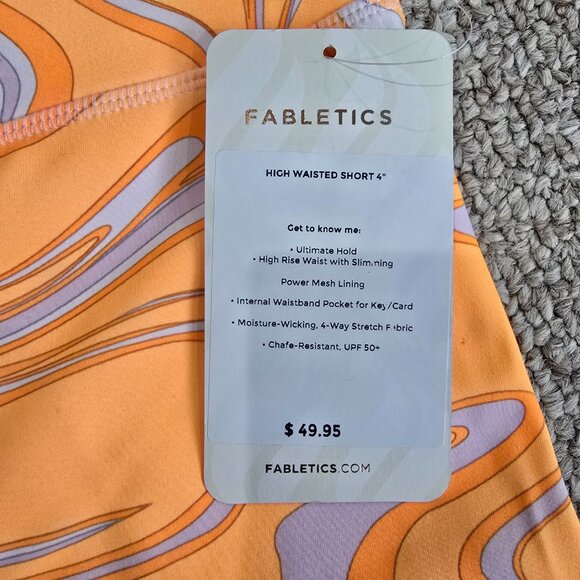 FABLETICS
HIGH WAISTED SHORT 4"
Get to know me:
• Ultimate Hold
• High Rise Waist with Slimming
Power Mesh Lining
• Internal Waistband Pocket for Key/Card
• Moisture-Wicking, 4-Way Stretch Fabric
• Chafe-Resistant, UPF 50+
$ 49.95
FABLETICS.COM